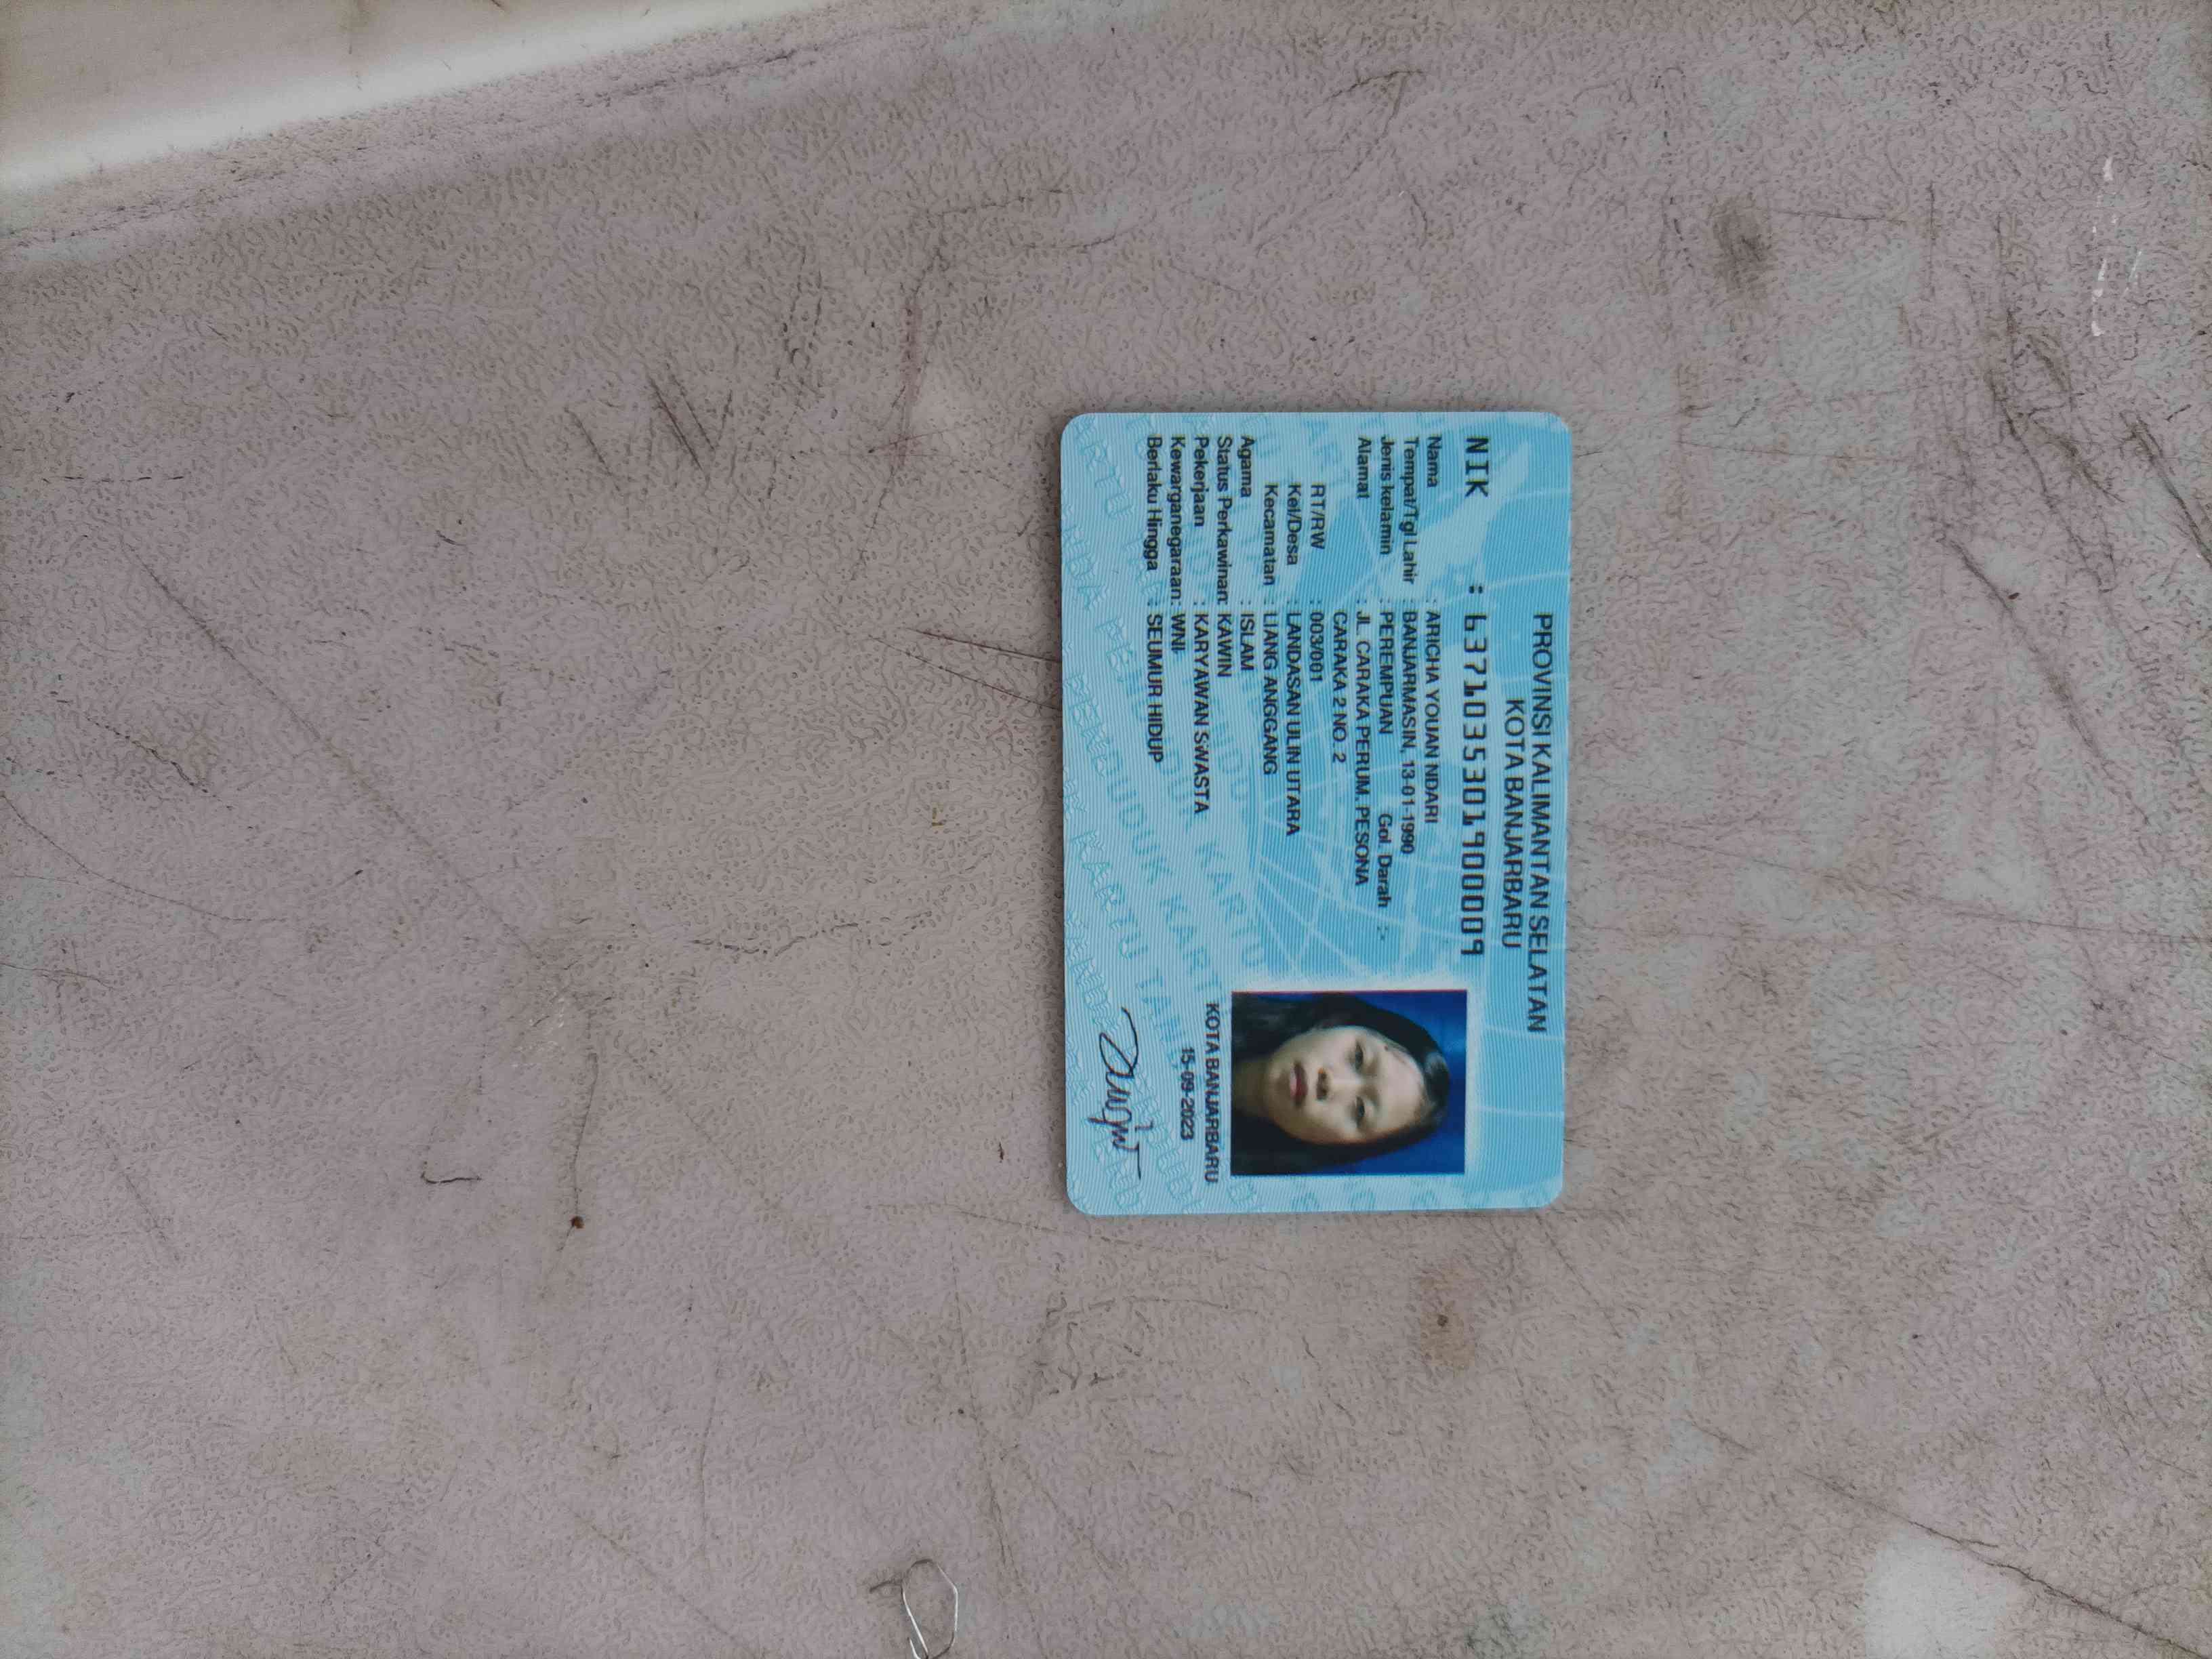 PROVINSI KALIMANTAN SELATAN
KOTA BANJARBARU
NIK : 6371035301900009
Nama : ARICHA YOUAN NDARI
Tempat/Tgl Lahir : BANJARMASIN, 13-01-1990
Jenis kelamin : PEREMPUAN Gol. Darah :-
Alamat : JL. CARAKA PERUM. PESONA
CARAKA 2 NO. 2
RT/RW : 003/001
Kel/Desa : LANDASAN ULIN UTARA
Kecamatan : LIANG ANGGANG
Agama : ISLAM
Status Perkawinan: KAWIN
Pekerjaan : KARYAWAN SWASTA
Kewarganegaraan: WNI
Berlaku Hingga : SEUMUR HIDUP
KOTA BANJARBARU
15-09-2023